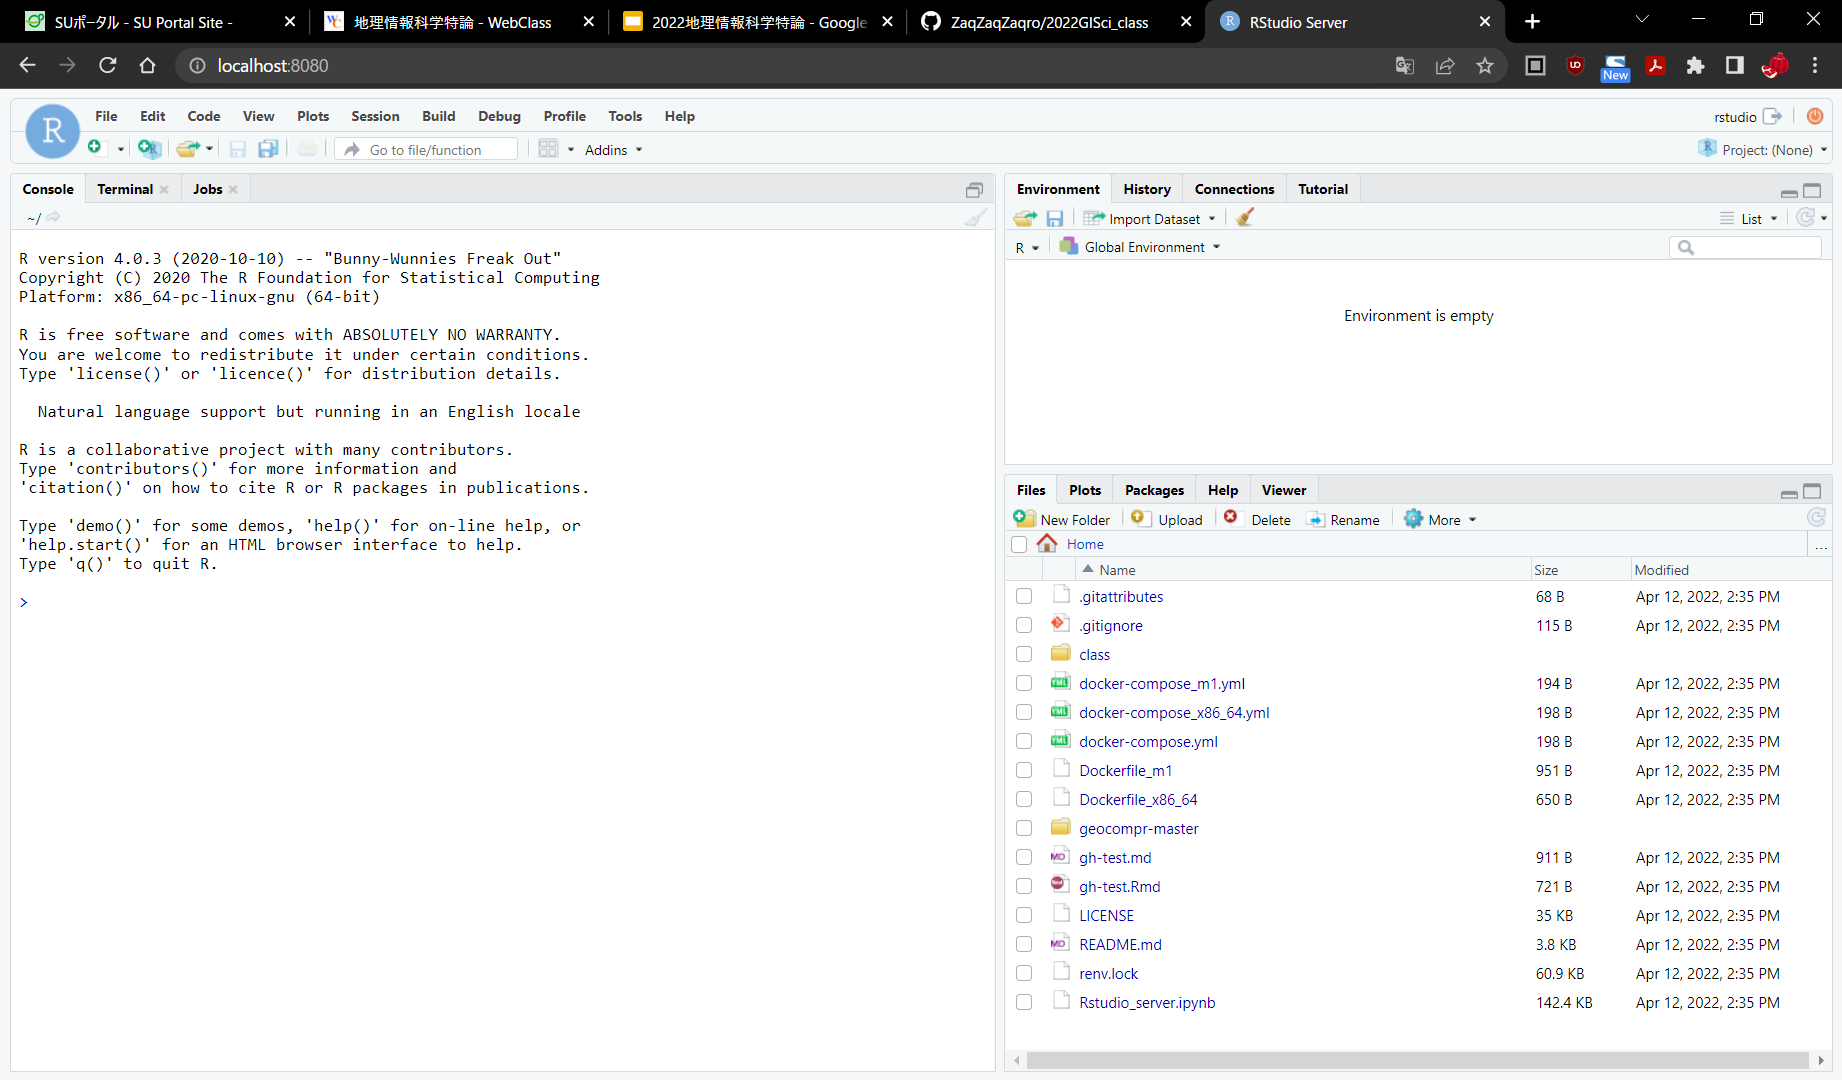 SUポータル - SU Portal Site -
地理情報科学特論 - WebClass
2022地理情報科学特論 - Google
ZaqZaqZaqro/2022GISci_class
RStudio Server
localhost:8080
New
R
File Edit Code View Plots Session Build Debug Profile Tools Help
rstudio
Go to file/function
Addins
Project: (None)
Console Terminal Jobs
~/
R version 4.0.3 (2020-10-10) -- "Bunny-Wunnies Freak Out"
Copyright (C) 2020 The R Foundation for Statistical Computing
Platform: x86_64-pc-linux-gnu (64-bit)
R is free software and comes with ABSOLUTELY NO WARRANTY.
You are welcome to redistribute it under certain conditions.
Type 'license()' or 'licence()' for distribution details.
Natural language support but running in an English locale
R is a collaborative project with many contributors.
Type 'contributors()' for more information and
'citation()' on how to cite R or R packages in publications.
Type 'demo()' for some demos, 'help()' for on-line help, or
'help.start()' for an HTML browser interface to help.
Type 'q()' to quit R.
>
Environment History Connections Tutorial
Import Dataset
List
R
Global Environment
Environment is empty
Files Plots Packages Help Viewer
New Folder Upload Delete Rename More
Home
...
Name Size Modified
.gitattributes 68 B Apr 12, 2022, 2:35 PM
.gitignore 115 B Apr 12, 2022, 2:35 PM
class
docker-compose_m1.yml 194 B Apr 12, 2022, 2:35 PM
docker-compose_x86_64.yml 198 B Apr 12, 2022, 2:35 PM
docker-compose.yml 198 B Apr 12, 2022, 2:35 PM
Dockerfile_m1 951 B Apr 12, 2022, 2:35 PM
Dockerfile_x86_64 650 B Apr 12, 2022, 2:35 PM
geocompr-master
gh-test.md 911 B Apr 12, 2022, 2:35 PM
gh-test.Rmd 721 B Apr 12, 2022, 2:35 PM
LICENSE 35 KB Apr 12, 2022, 2:35 PM
README.md 3.8 KB Apr 12, 2022, 2:35 PM
renv.lock 60.9 KB Apr 12, 2022, 2:35 PM
Rstudio_server.ipynb 142.4 KB Apr 12, 2022, 2:35 PM